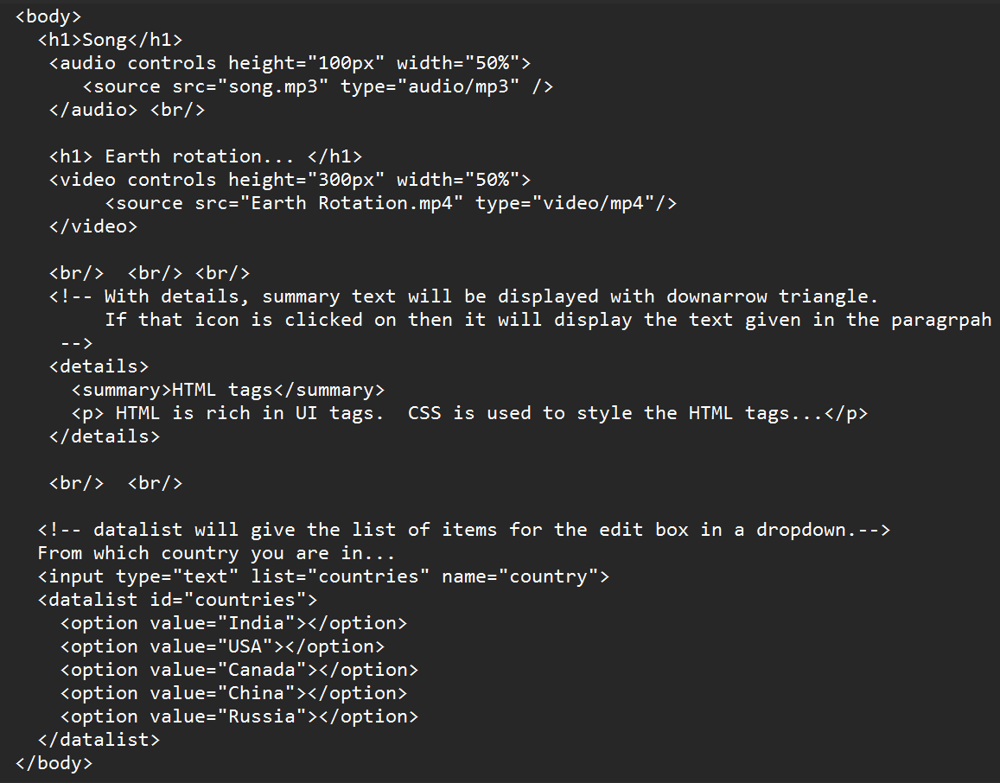 <body>
<h1>Song</h1>
<audio controls height="100px" width="50%">
<source src="song.mp3" type="audio/mp3" />
</audio> <br/>
<h1> Earth rotation... </h1>
<video controls height="300px" width="50%">
<source src="Earth Rotation.mp4" type="video/mp4"/>
</video>
<br/>  <br/> <br/>
<!-- With details, summary text will be displayed with downarrow triangle.
If that icon is clicked on then it will display the text given in the paragrpah
-->
<details>
<summary>HTML tags</summary>
<p> HTML is rich in UI tags.  CSS is used to style the HTML tags...</p>
</details>
<br/>  <br/>
<!-- datalist will give the list of items for the edit box in a dropdown.-->
From which country you are in...
<input type="text" list="countries" name="country">
<datalist id="countries">
<option value="India"></option>
<option value="USA"></option>
<option value="Canada"></option>
<option value="China"></option>
<option value="Russia"></option>
</datalist>
</body>